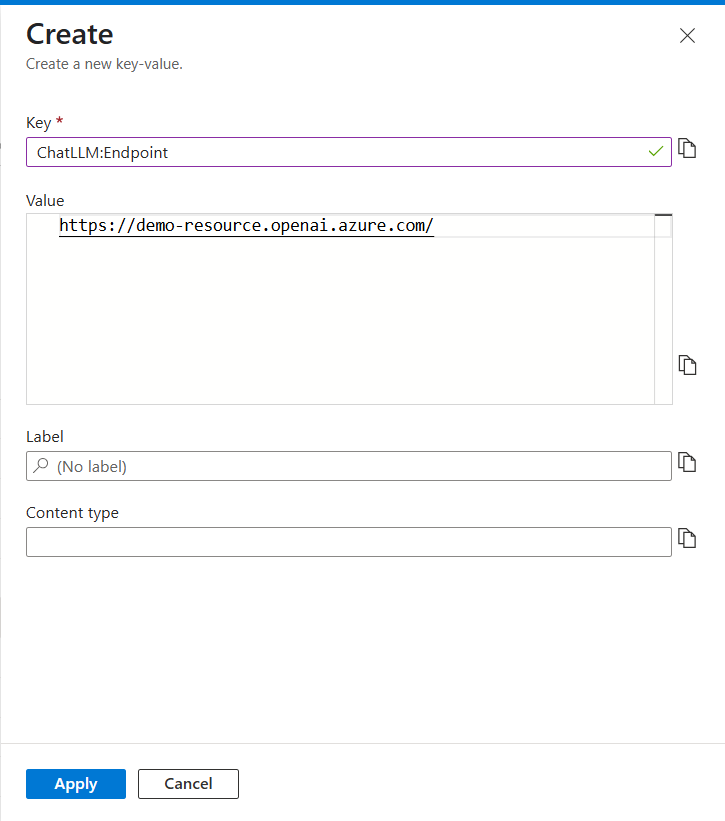 Create
Create a new key-value.
Key *
ChatLLM:Endpoint
Value
https://demo-resource.openai.azure.com/
Label
(No label)
Content type
Apply
Cancel